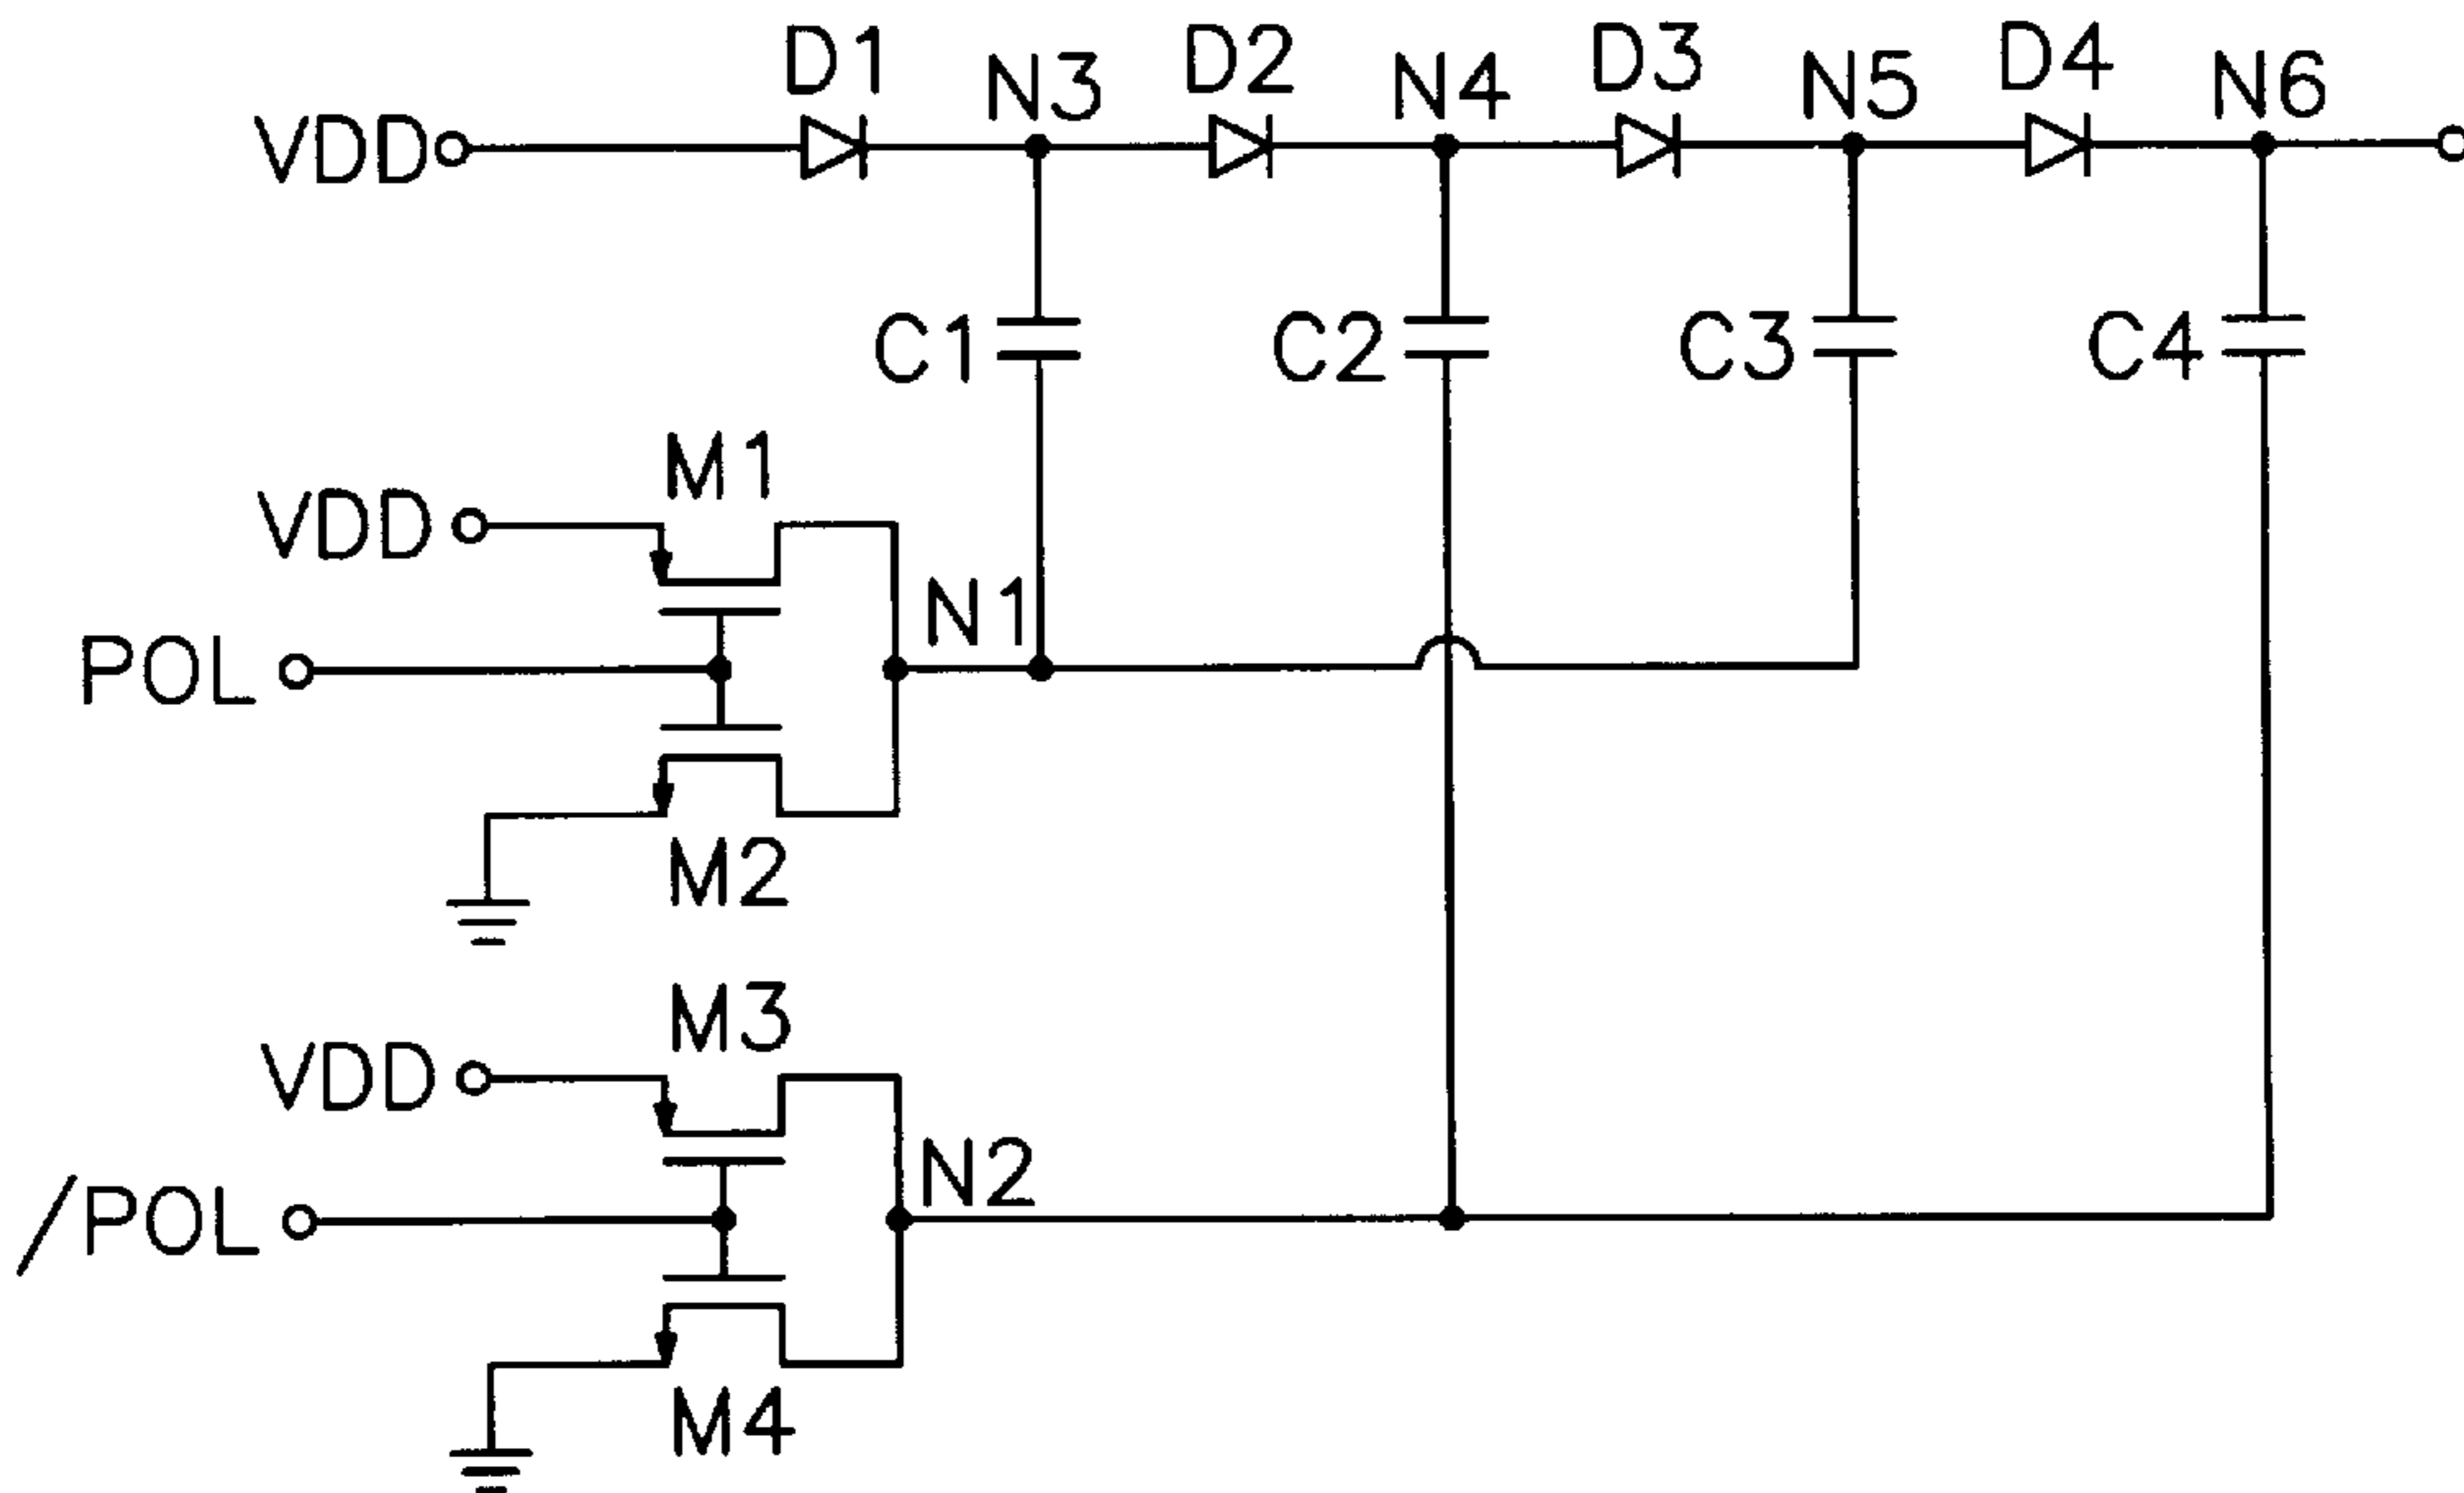 D1 N3 D2 N4 D3 N5 D4 N6
VDD
C1 C2 C3 C4
M1
VDD
N1
POL
M2
M3
VDD
N2
/POL
M4